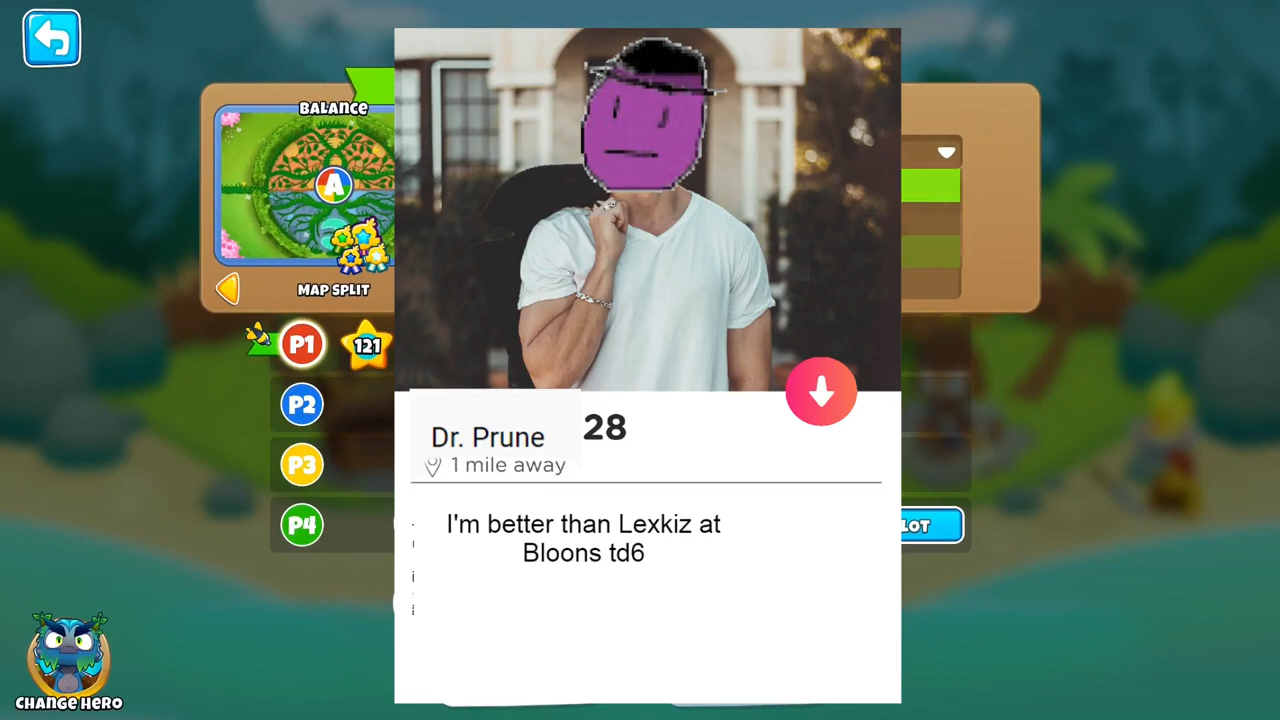 BALANCE
A
MAP SPLIT
P1
121
P2
P3
P4
LOT
CHANGE HERO
Dr. Prune
28
1 mile away
I'm better than Lexkiz at
Bloons td6